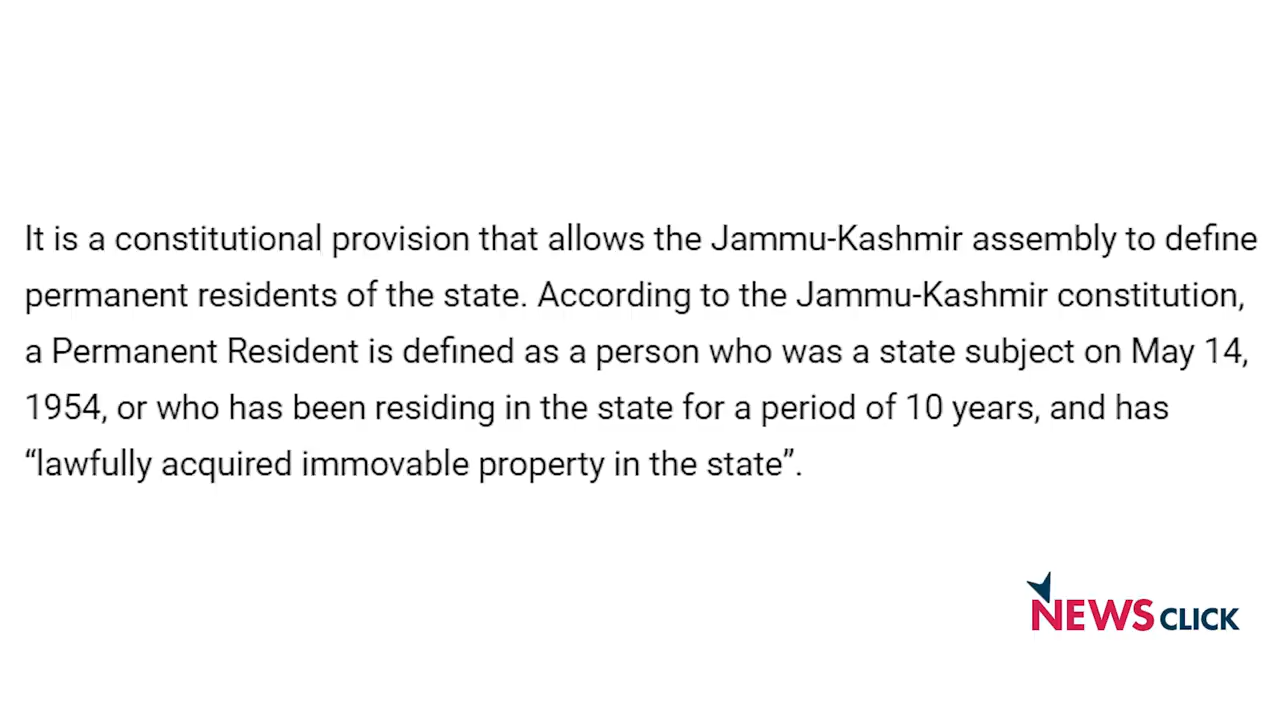 It is a constitutional provision that allows the Jammu-Kashmir assembly to define
permanent residents of the state. According to the Jammu-Kashmir constitution,
a Permanent Resident is defined as a person who was a state subject on May 14,
1954, or who has been residing in the state for a period of 10 years, and has
“lawfully acquired immovable property in the state”.
NEWS CLICK